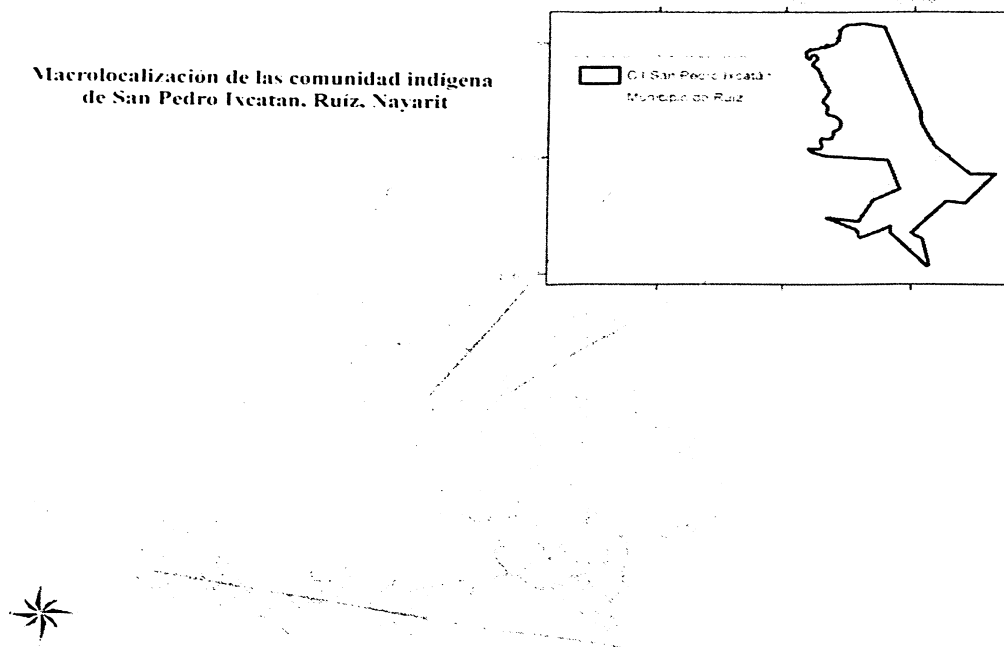 Macrolocalización de las comunidad indígena
de San Pedro Ixcatan, Ruíz, Nayarit
C I San Pedro Ixcatán
Municipio de Ruiz